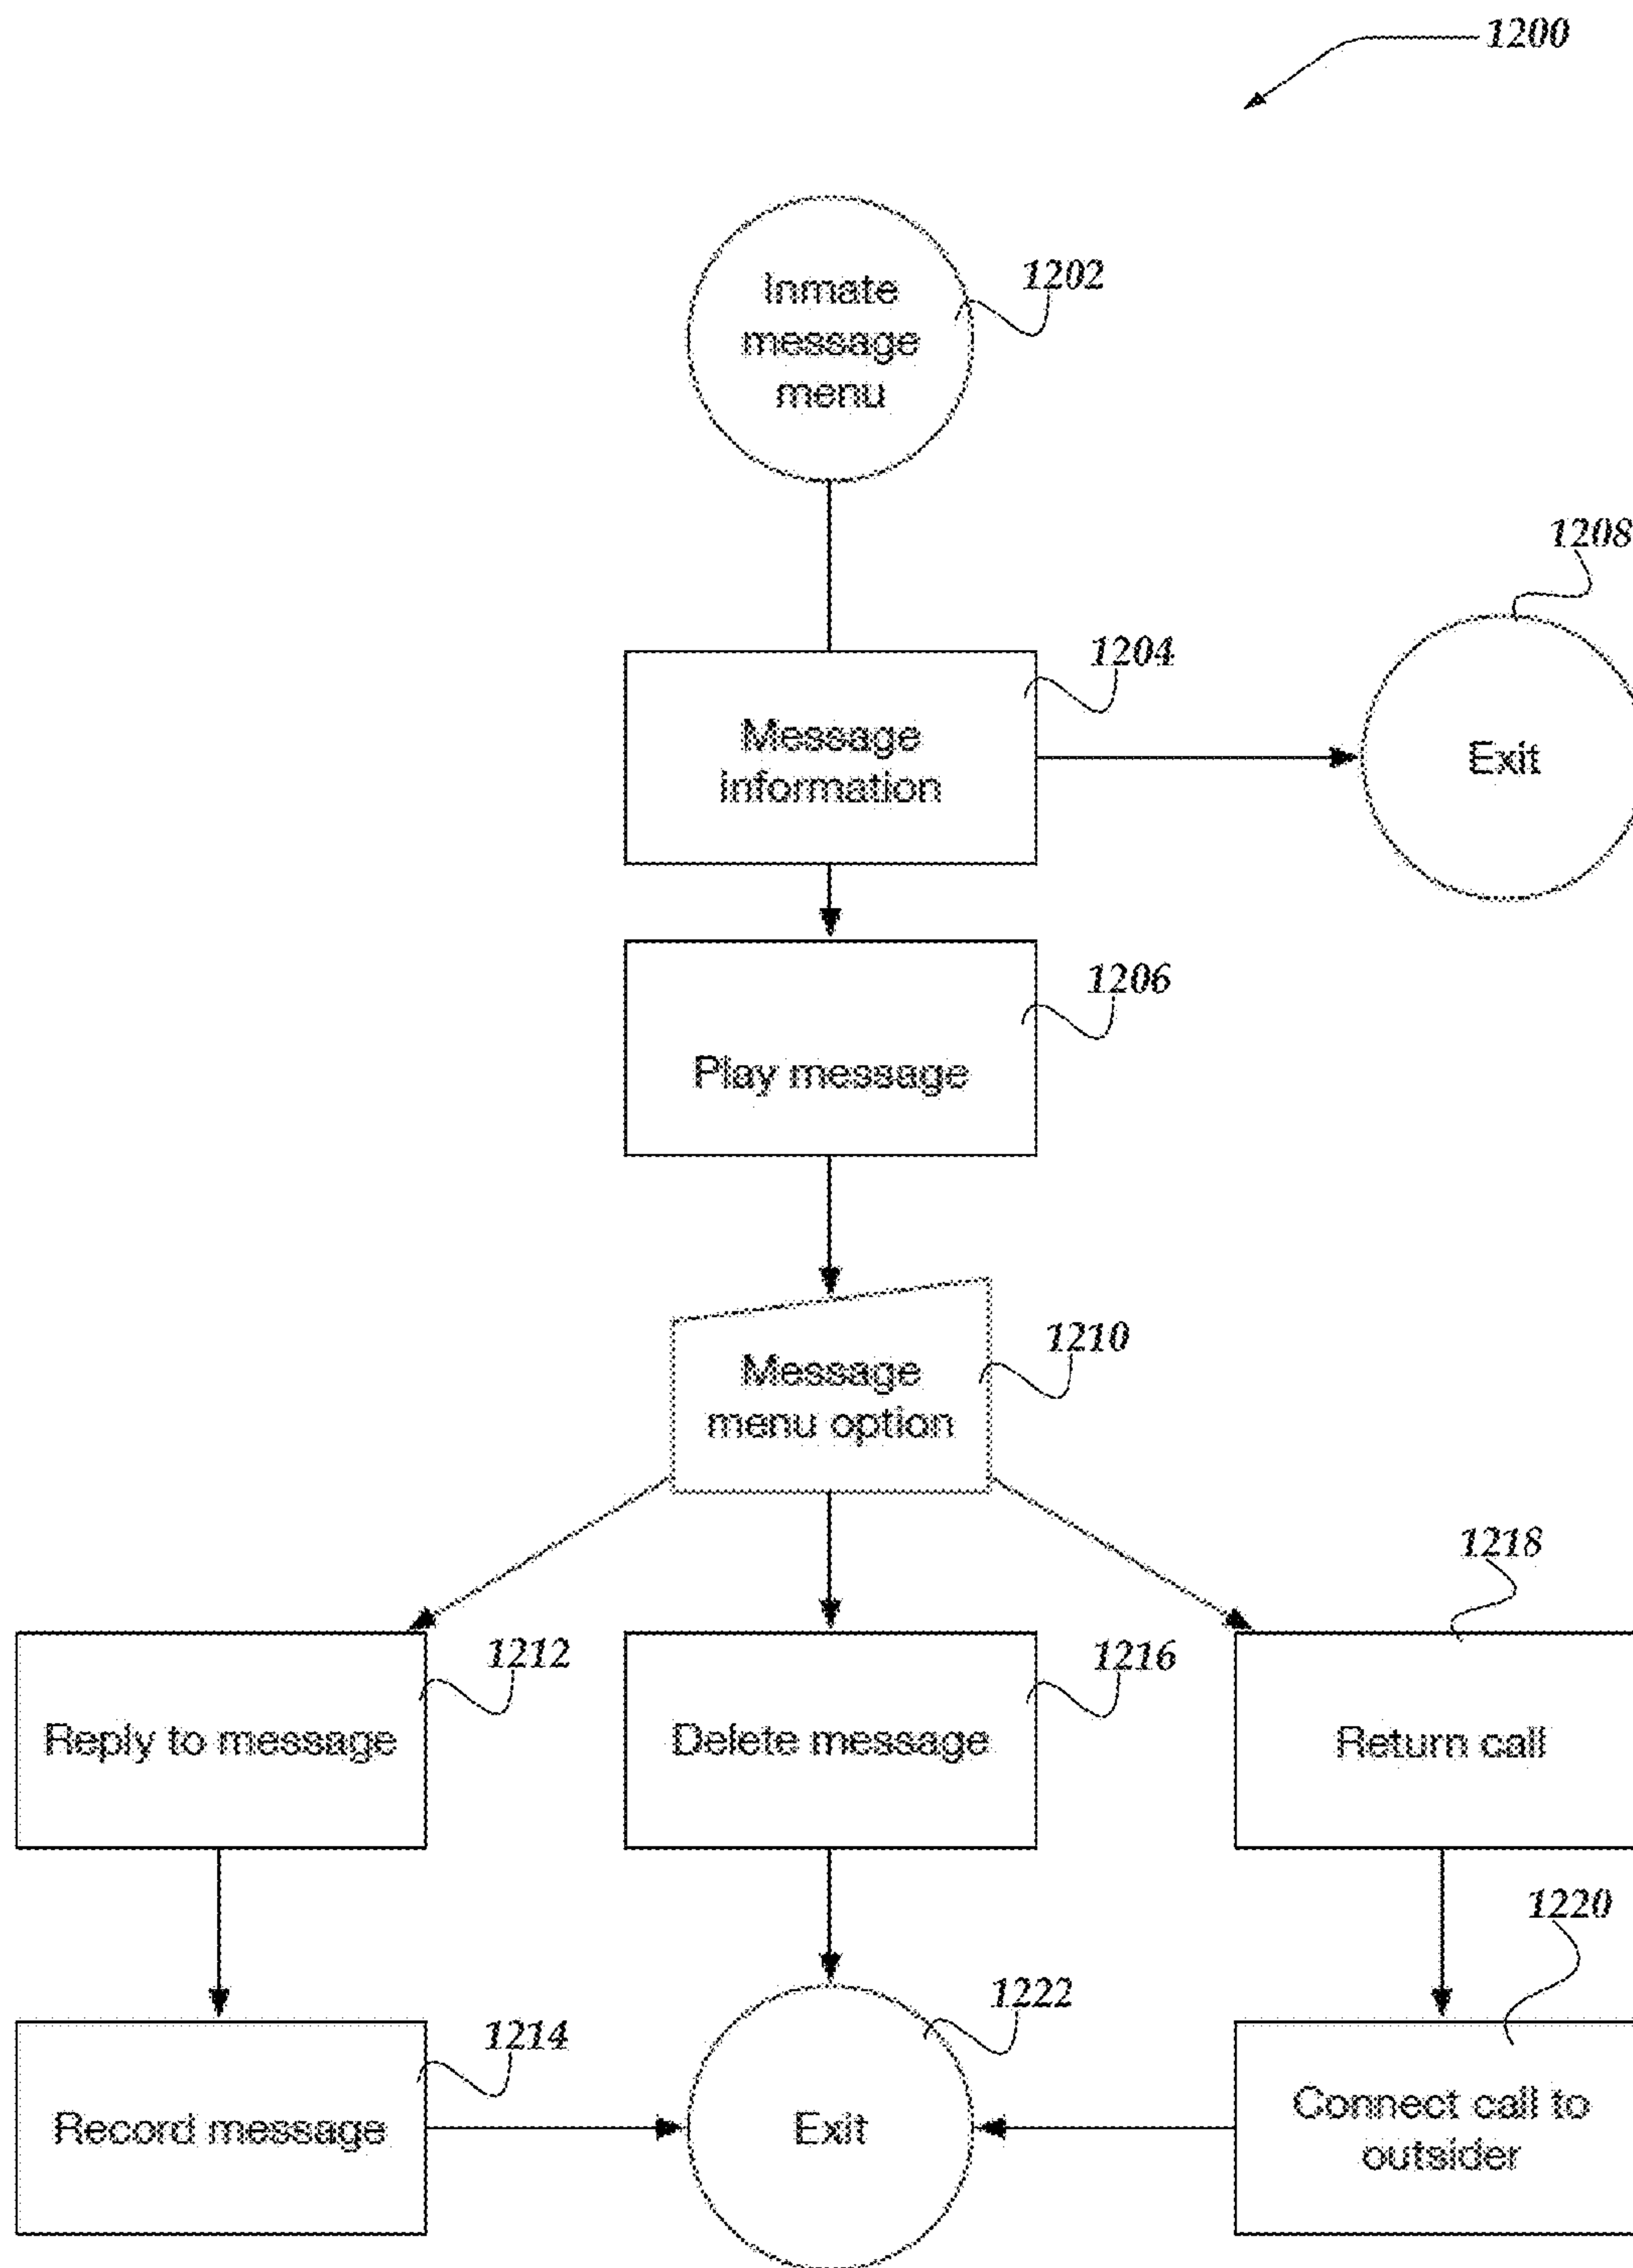 1200
Inmate
message
menu
1202
1208
1204
Message
information
Exit
1206
Play message
1210
Message
menu option
1218
1212
1216
Reply to message
Delete message
Return call
1220
1222
1214
Record message
Exit
Connect call to
outsider